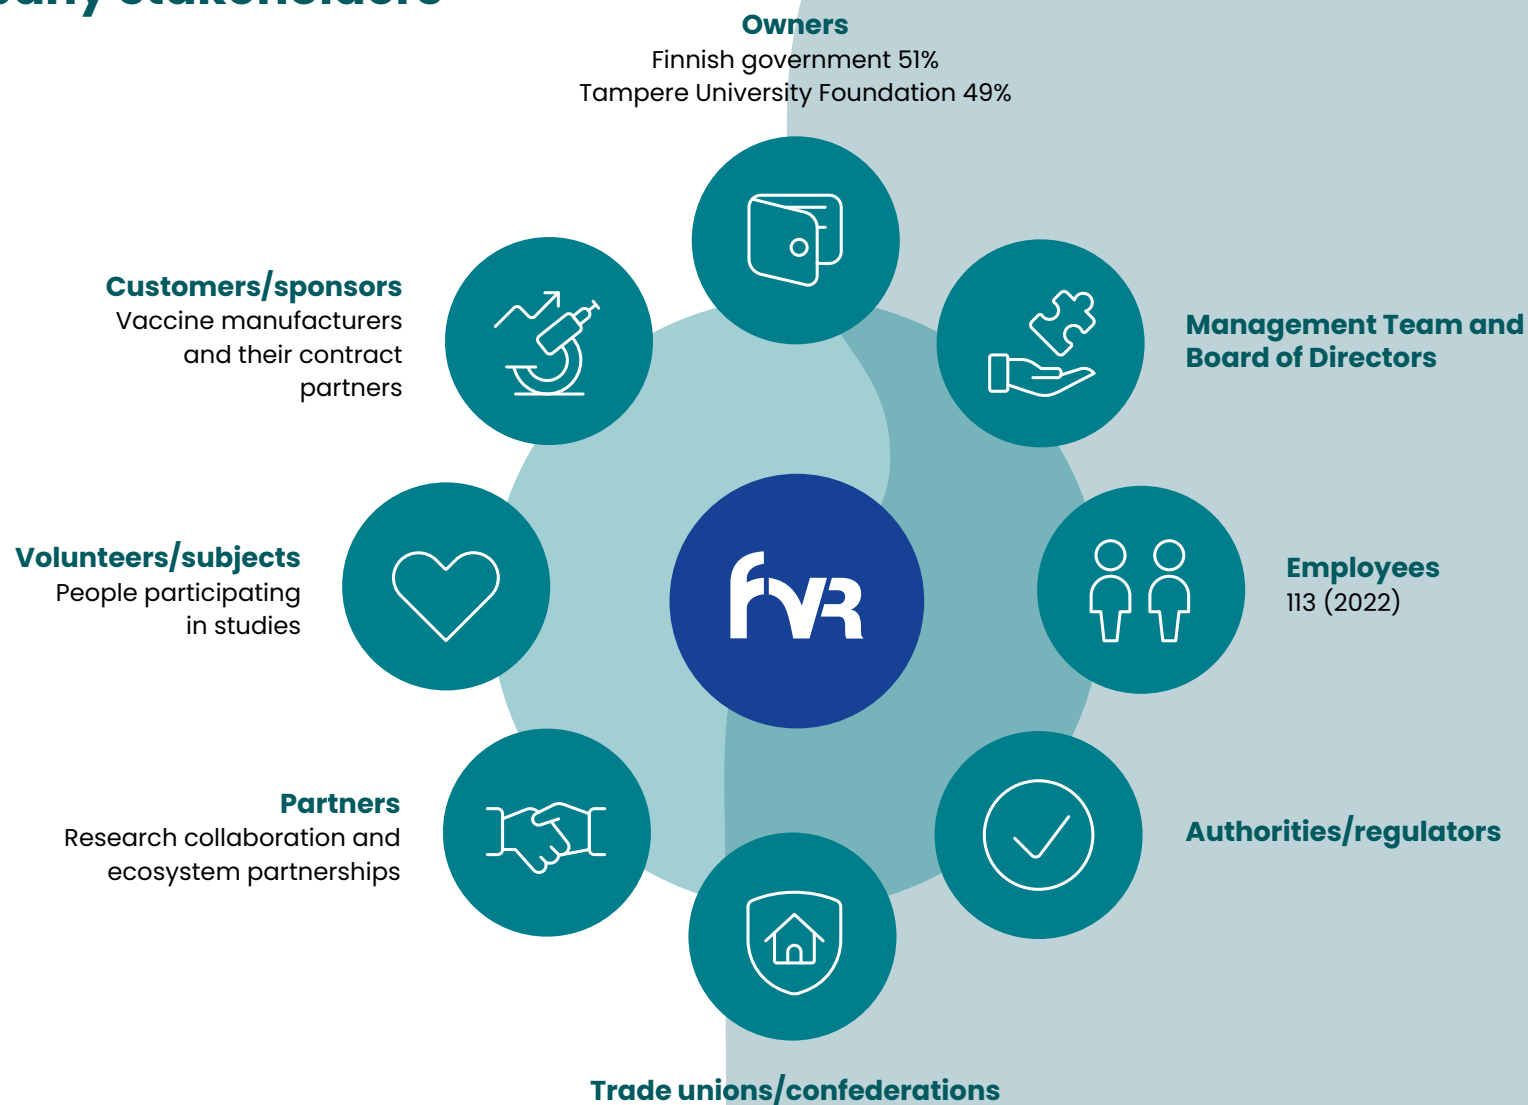 stakeholders
Owners
Finnish government 51%
Tampere University Foundation 49%
Customers/sponsors
Vaccine manufacturers
and their contract
partners
Management Team and
Board of Directors
Volunteers/subjects
People participating
in studies
FVR
Employees
113 (2022)
Partners
Research collaboration and
ecosystem partnerships
Authorities/regulators
Trade unions/confederations